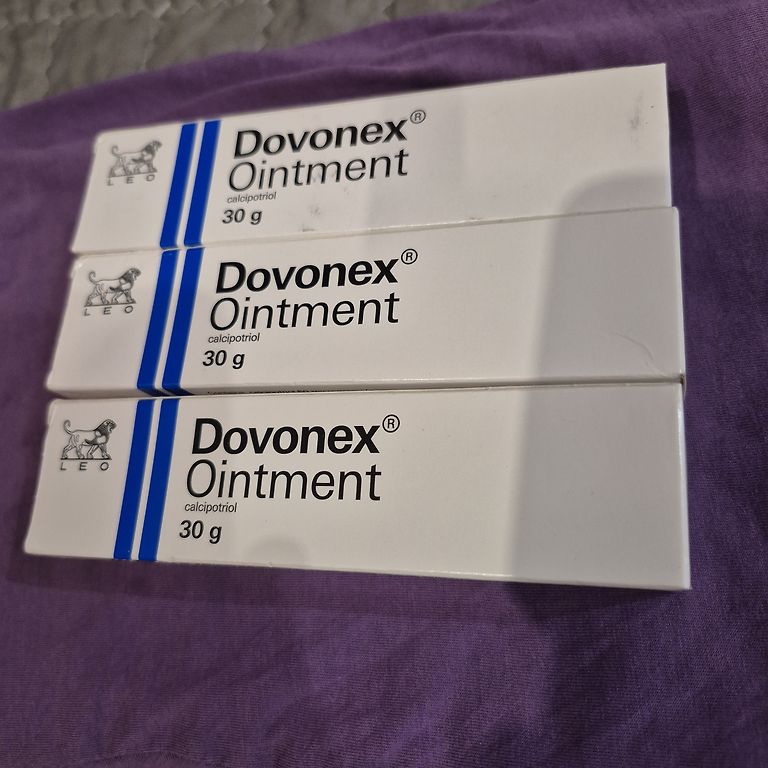 LEO
Dovonex®
Ointment
calcipotriol
30 g
LEO
Dovonex®
Ointment
calcipotriol
30 g
LEO
Dovonex®
Ointment
calcipotriol
30 g